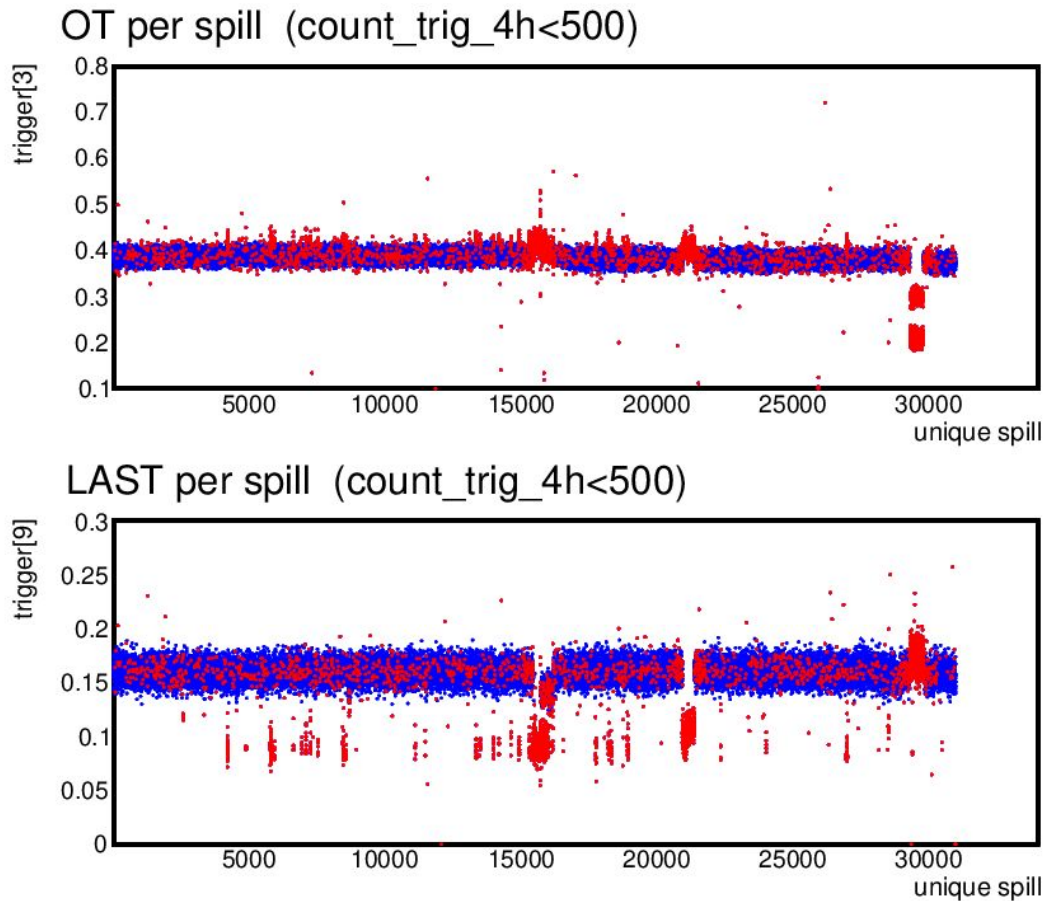 OT per spill (count_trig_4h<500)
trigger[3]
0.8
0.7
0.6
0.5
0.4
0.3
0.2
0.1
5000 10000 15000 20000 25000 30000
unique spill
LAST per spill (count_trig_4h<500)
trigger[9]
0.3
0.25
0.2
0.15
0.1
0.05
0
5000 10000 15000 20000 25000 30000
unique spill